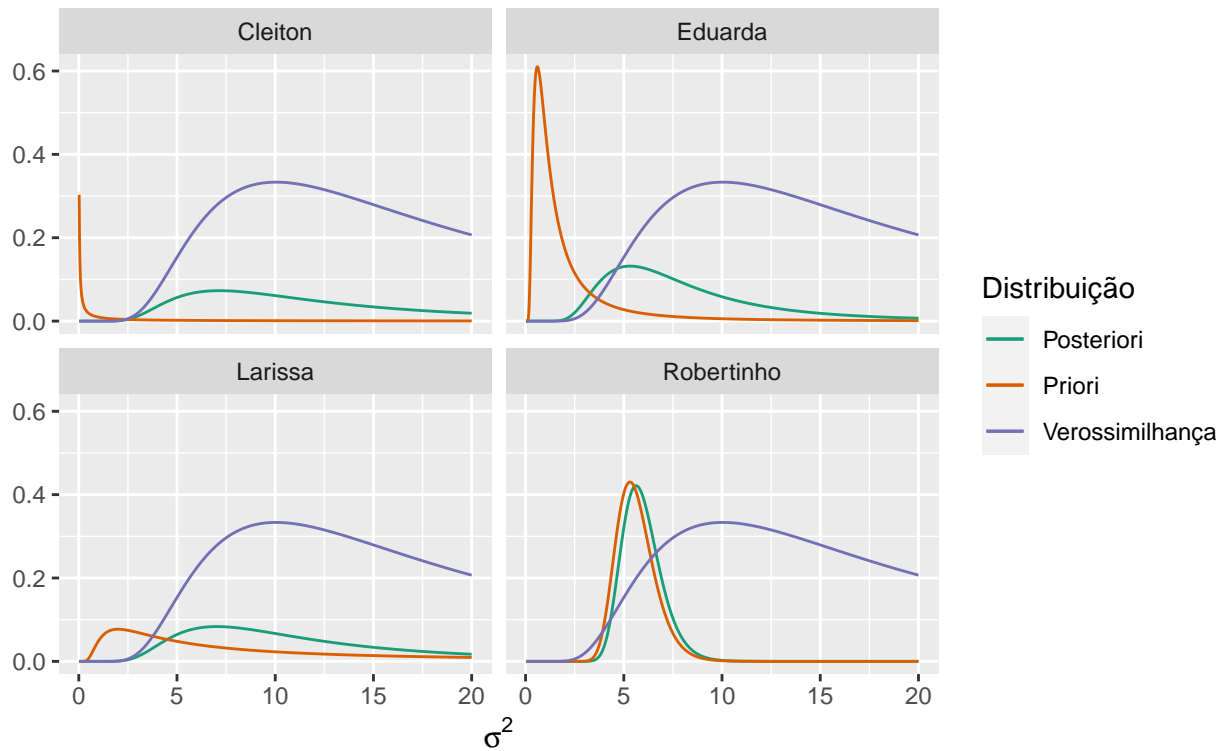 Cleiton
Eduarda
0.6
0.4
0.2
0.0
Larissa
Robertinho
0.6
0.4
0.2
0.0
0 5 10 15 20
0 5 10 15 20
σ²
Distribuição
Posteriori
Priori
Verossimilhança